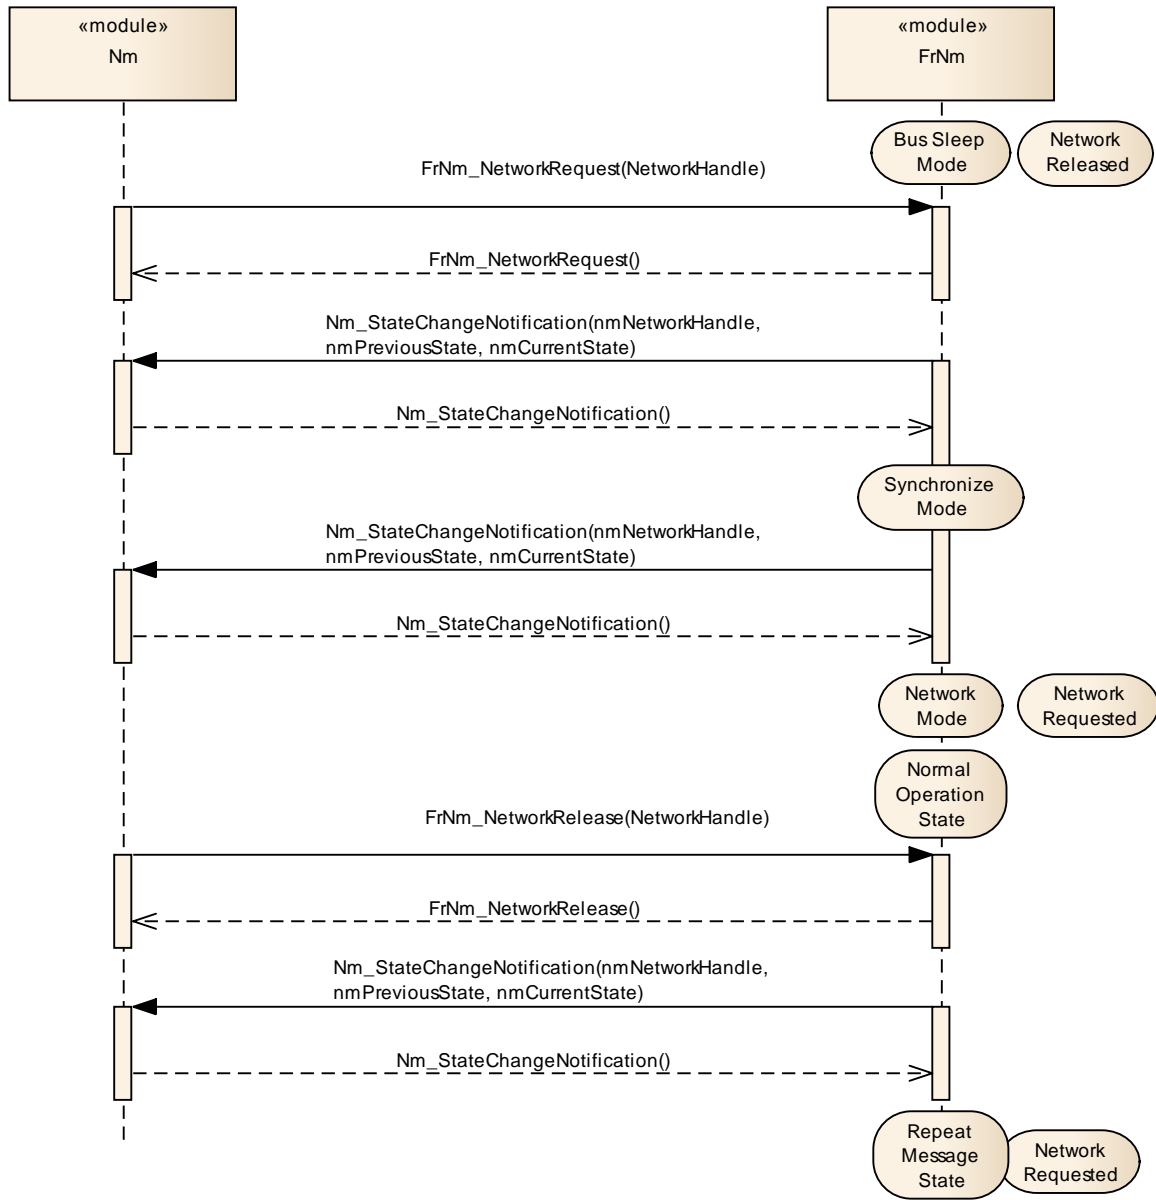 «module»
Nm
«module»
FrNm
Bus Sleep
Mode
Network
Released
FrNm_NetworkRequest(NetworkHandle)
FrNm_NetworkRequest()
Nm_StateChangeNotification(nmNetworkHandle,
nmPreviousState, nmCurrentState)
Nm_StateChangeNotification()
Synchronize
Mode
Nm_StateChangeNotification(nmNetworkHandle,
nmPreviousState, nmCurrentState)
Nm_StateChangeNotification()
Network
Mode
Network
Requested
Normal
Operation
State
FrNm_NetworkRelease(NetworkHandle)
FrNm_NetworkRelease()
Nm_StateChangeNotification(nmNetworkHandle,
nmPreviousState, nmCurrentState)
Nm_StateChangeNotification()
Repeat
Message
State
Network
Requested